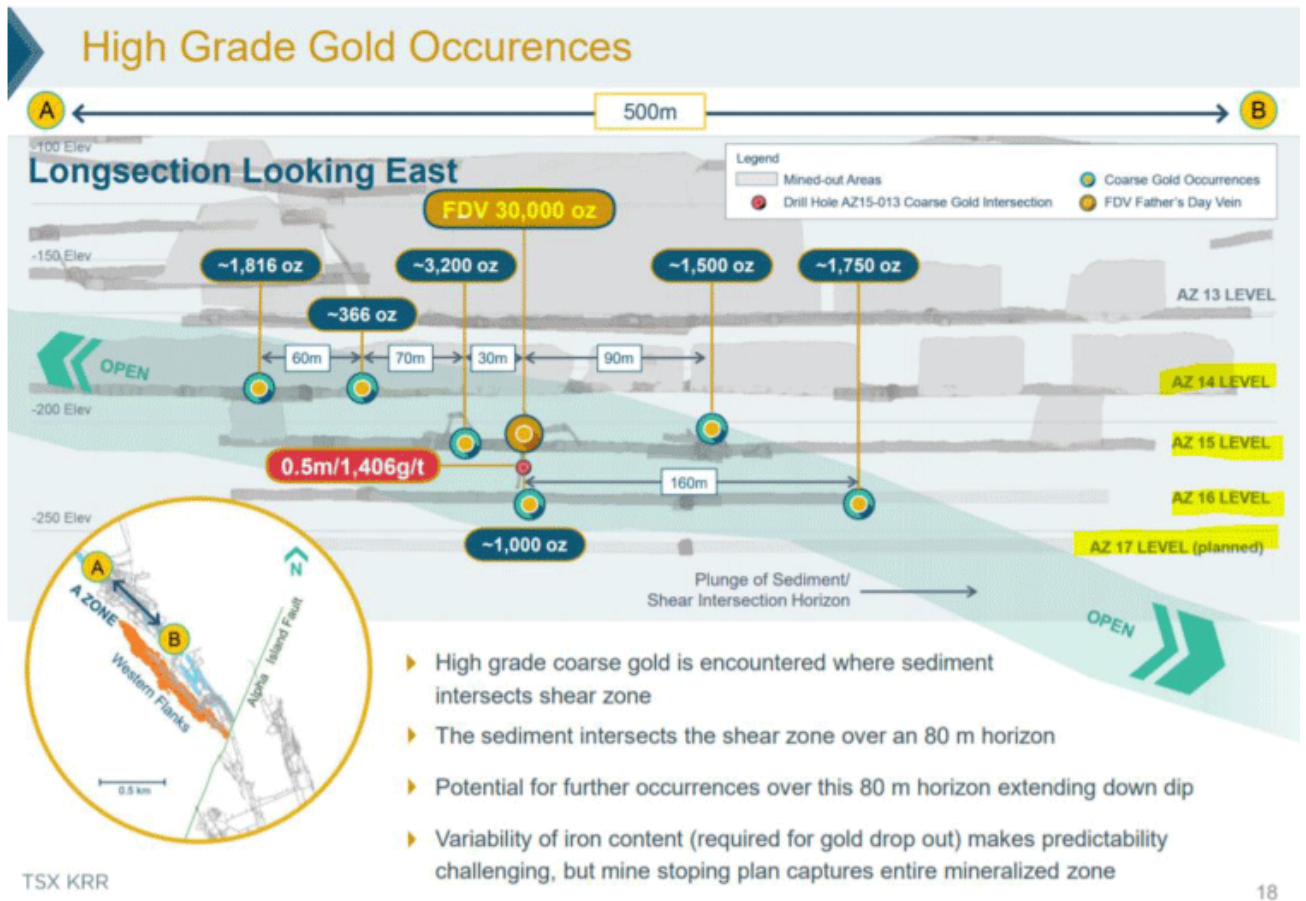 High Grade Gold Occurences
A
500m
B
-100 Elev
Longsection Looking East
Legend
Mined-out Areas
Coarse Gold Occurrences
Drill Hole AZ15-013 Coarse Gold Intersection
FDV Father's Day Vein
FDV 30,000 oz
-150 Elev
~1,816 oz
~3,200 oz
~1,500 oz
~1,750 oz
AZ 13 LEVEL
~366 oz
60m
70m
30m
90m
OPEN
AZ 14 LEVEL
-200 Elev
AZ 15 LEVEL
0.5m/1,406g/t
160m
AZ 16 LEVEL
-250 Elev
~1,000 oz
AZ 17 LEVEL (planned)
Plunge of Sediment/
Shear Intersection Horizon
OPEN
A
N
A ZONE
B
Western Flanks
Alpha Island Fault
0.5 km
High grade coarse gold is encountered where sediment
intersects shear zone
The sediment intersects the shear zone over an 80 m horizon
Potential for further occurrences over this 80 m horizon extending down dip
Variability of iron content (required for gold drop out) makes predictability
challenging, but mine stoping plan captures entire mineralized zone
TSX KRR
18